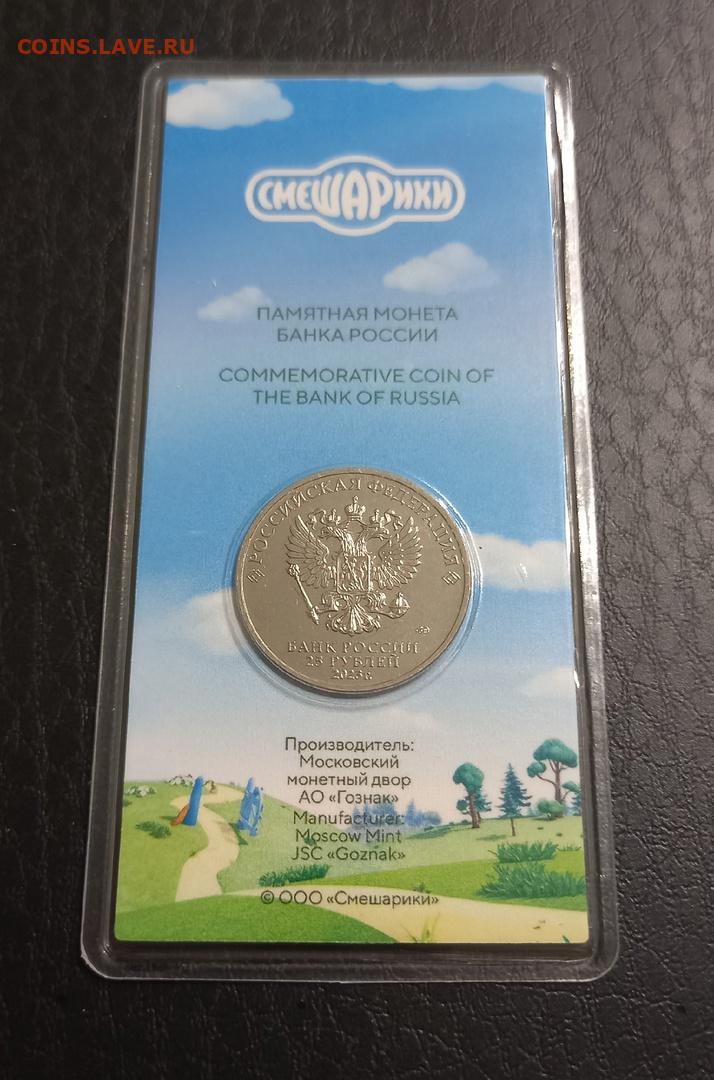 COINS.LAVE.RU
СМЕШАРИКИ
ПАМЯТНАЯ МОНЕТА
БАНКА РОССИИ
COMMEMORATIVE COIN OF
THE BANK OF RUSSIA
РОССИЙСКАЯ ФЕДЕРАЦИЯ
БАНК РОССИИ
25 РУБЛЕЙ
2023 г.
Производитель:
Московский
монетный двор
АО «Гознак»
Manufacturer:
Moscow Mint
JSC «Goznak»
© ООО «Смешарики»